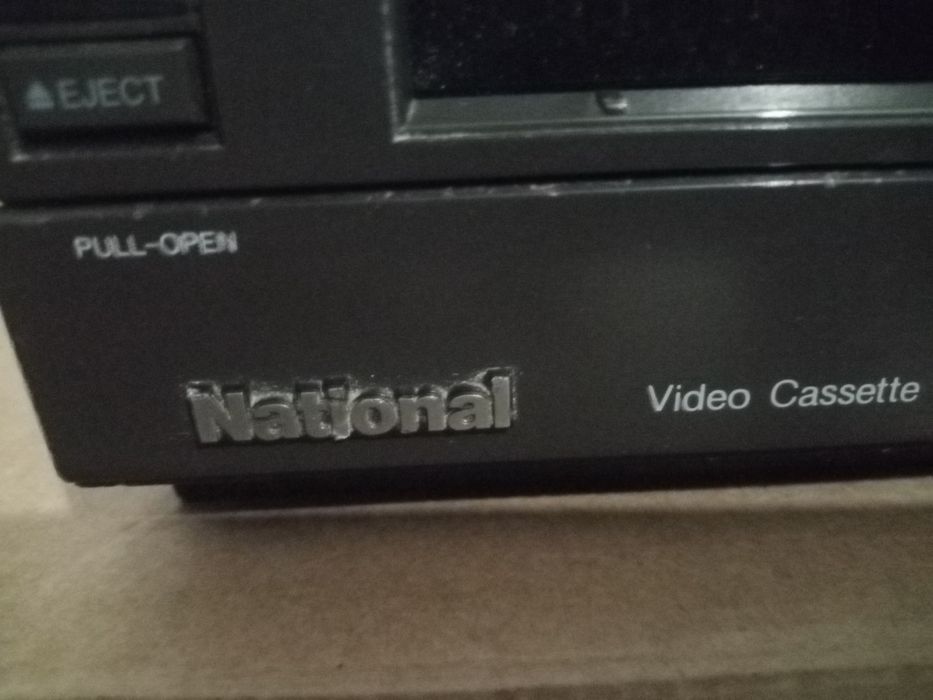 EJECT
PULL-OPEN
National
Video Cassette